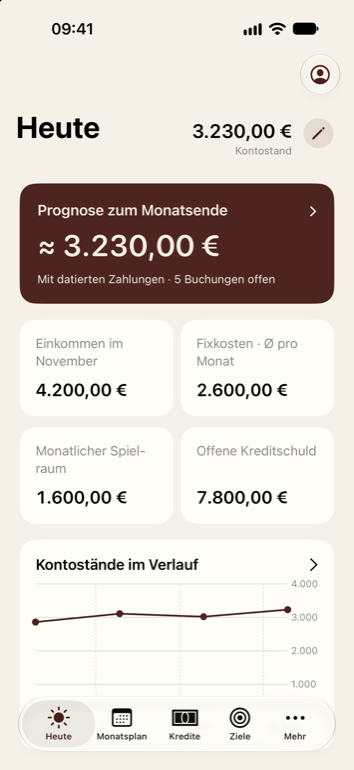 09:41
Heute
3.230,00 €
Kontostand
Prognose zum Monatsende
≈ 3.230,00 €
Mit datierten Zahlungen · 5 Buchungen offen
Einkommen im
November
4.200,00 €
Fixkosten · Ø pro
Monat
2.600,00 €
Monatlicher Spiel-
raum
1.600,00 €
Offene Kreditschuld
7.800,00 €
Kontostände im Verlauf
4.000
3.000
2.000
1.000
Heute
Monatsplan
Kredite
Ziele
Mehr